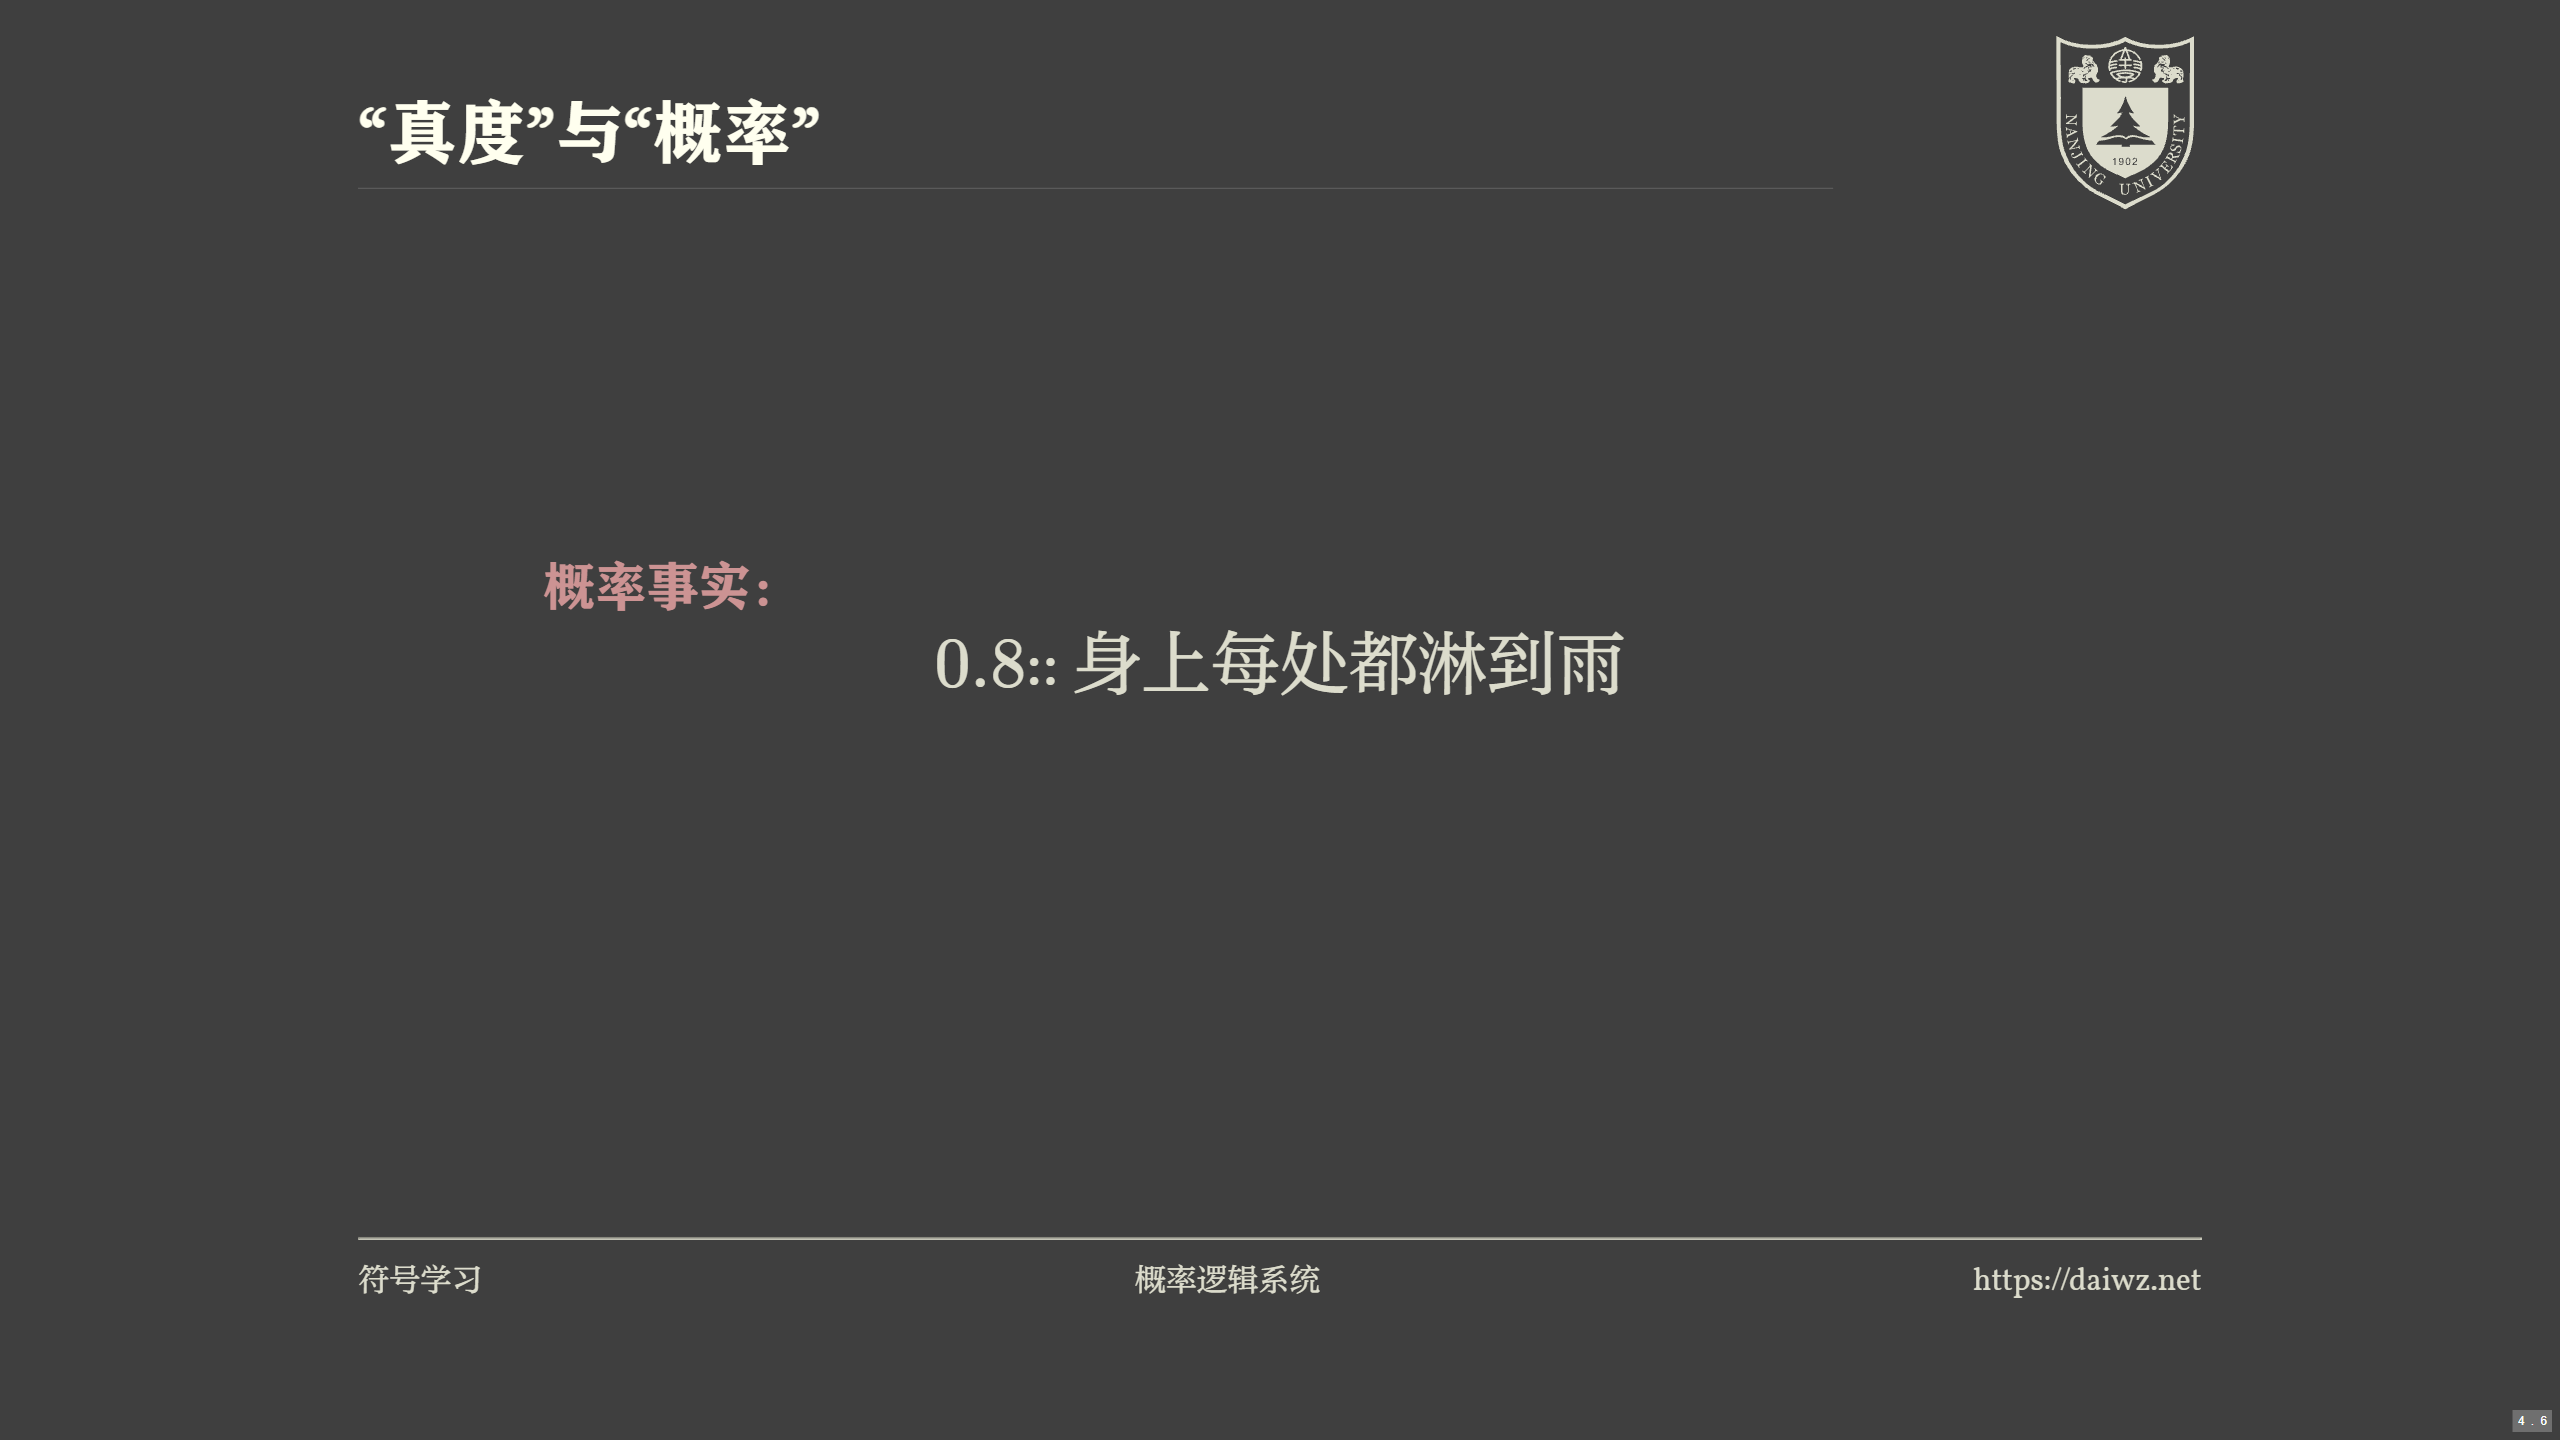 “真度”与“概率”
NANJING UNIVERSITY
1902
概率事实：
0.8:: 身上每处都淋到雨
符号学习
概率逻辑系统
https://daiwz.net
4.6